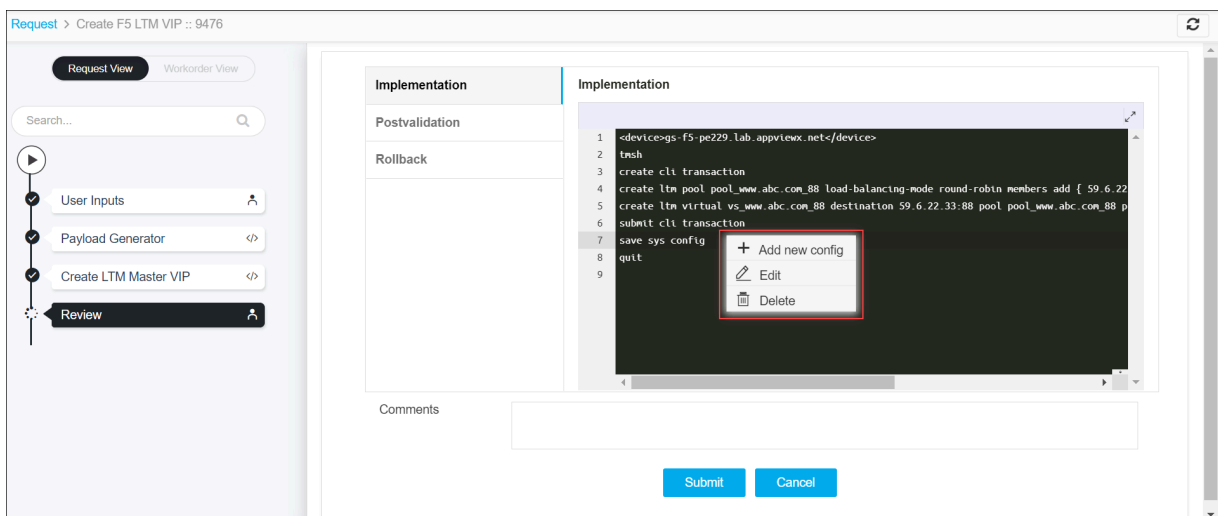 Request > Create F5 LTM VIP :: 9476
Request View Workorder View
Search...
User Inputs
Payload Generator </>
Create LTM Master VIP </>
Review
Implementation
Postvalidation
Rollback
Implementation
1 <device>gs-f5-pe229.lab.appviewx.net</device>
2 tmsh
3 create cli transaction
4 create ltm pool pool_www.abc.com_88 load-balancing-mode round-robin members add { 59.6.22
5 create ltm virtual vs_www.abc.com_88 destination 59.6.22.33:88 pool pool_www.abc.com_88 p
6 submit cli transaction
7 save sys config
8 quit
9
Add new config
Edit
Delete
Comments
Submit Cancel